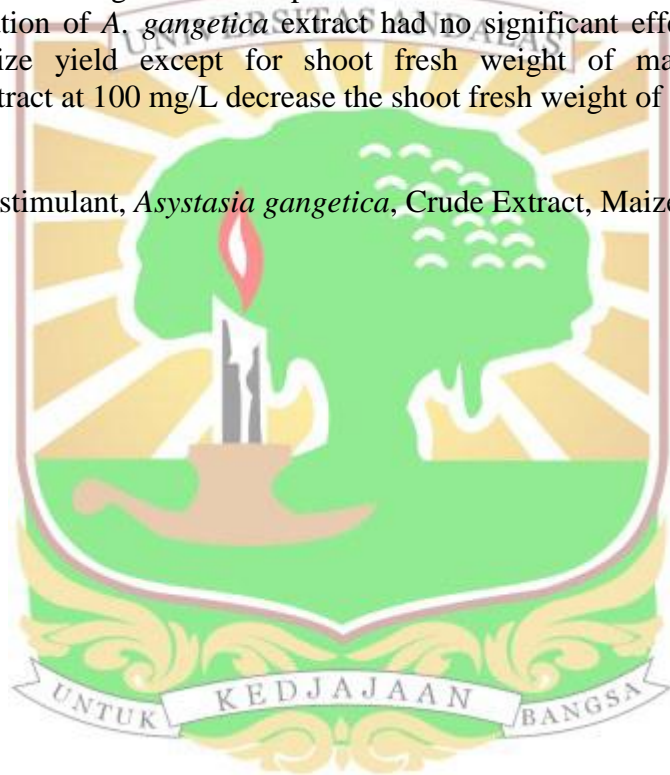 ation of A. gangetica extract had no significant effe
UNIVERSITAS ANDALAS
ize yield except for shoot fresh weight of ma
tract at 100 mg/L decrease the shoot fresh weight of
stimulant, Asystasia gangetica, Crude Extract, Maize
UNTUK KEDJAJAAN BANGSA